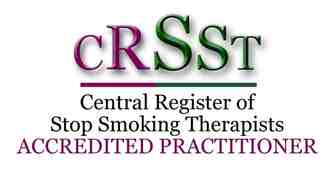 CRSST
Central Register of
Stop Smoking Therapists
ACCREDITED PRACTITIONER